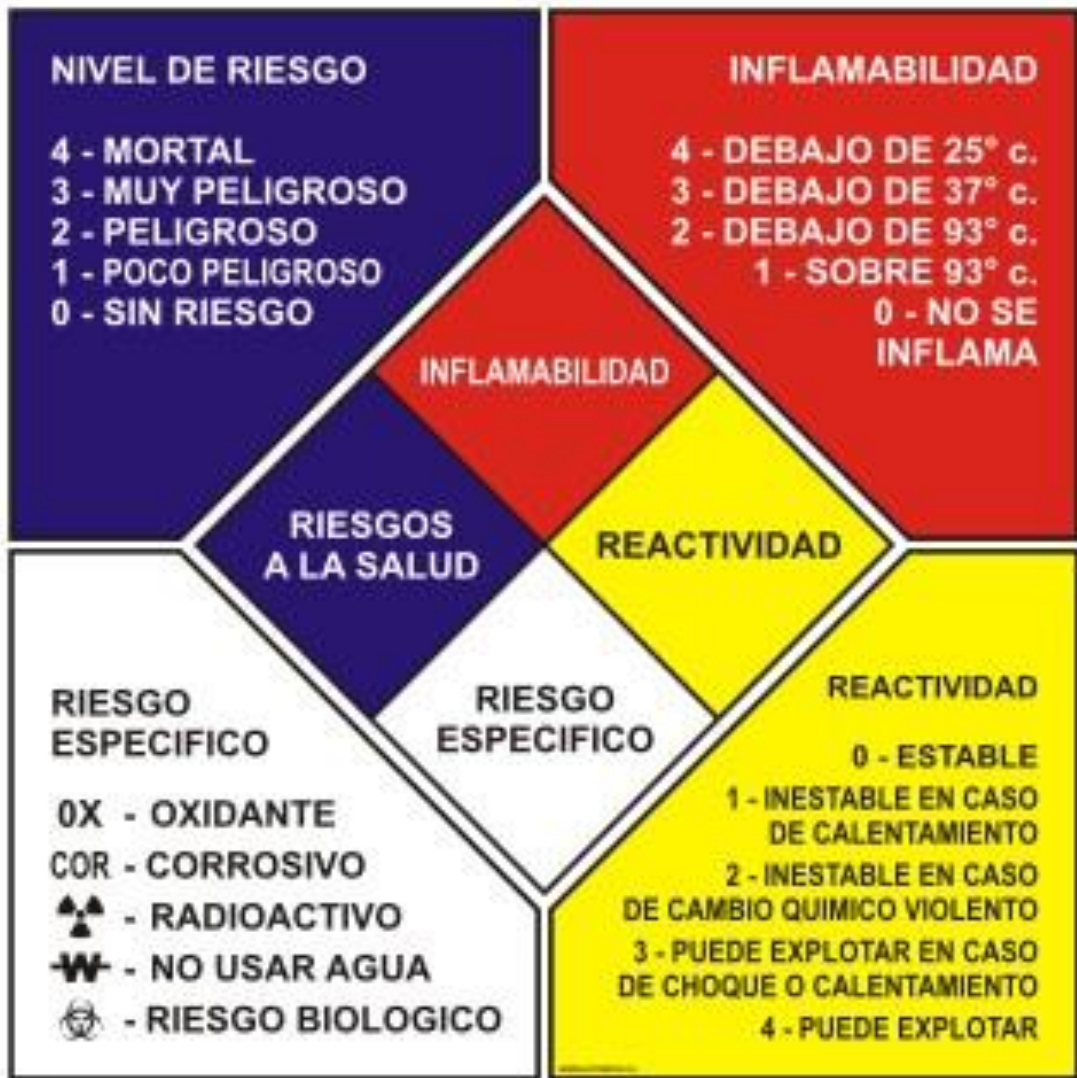 NIVEL DE RIESGO
4 - MORTAL
3 - MUY PELIGROSO
2 - PELIGROSO
1 - POCO PELIGROSO
0 - SIN RIESGO
INFLAMABILIDAD
4 - DEBAJO DE 25° c.
3 - DEBAJO DE 37° c.
2 - DEBAJO DE 93° c.
1 - SOBRE 93° c.
0 - NO SE
INFLAMA
INFLAMABILIDAD
RIESGOS
A LA SALUD
REACTIVIDAD
RIESGO
ESPECIFICO
RIESGO
ESPECIFICO
0X - OXIDANTE
COR - CORROSIVO
- RADIOACTIVO
W - NO USAR AGUA
- RIESGO BIOLOGICO
REACTIVIDAD
0 - ESTABLE
1 - INESTABLE EN CASO
DE CALENTAMIENTO
2 - INESTABLE EN CASO
DE CAMBIO QUIMICO VIOLENTO
3 - PUEDE EXPLOTAR EN CASO
DE CHOQUE O CALENTAMIENTO
4 - PUEDE EXPLOTAR